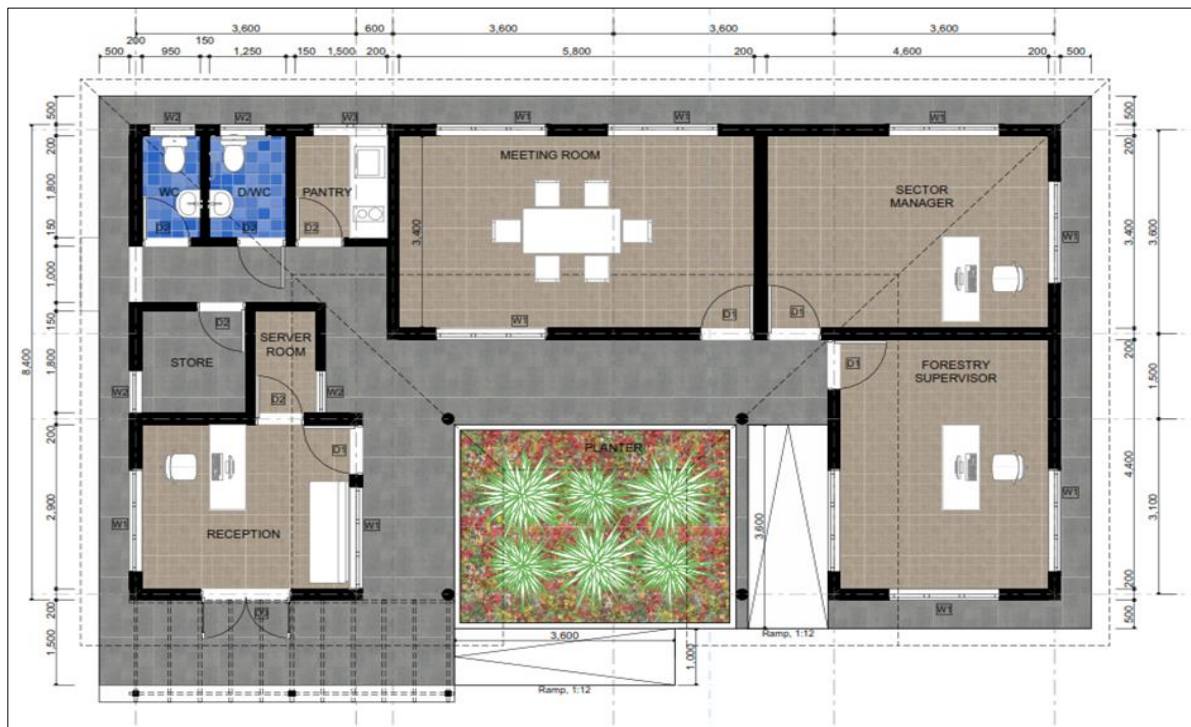 3,600 600 3,600 3,600 3,600
200 150
500 950 1,250 150 1,500 200 5,800 200 4,600 200 500
W2 W2 W3 W1 W1 W1
MEETING ROOM
WC D/WC PANTRY
SECTOR
MANAGER
D2 D2 D2
3,400
W1
W1
D1 D1
D2
SERVER
ROOM
STORE
D2
W2 W2
D1
FORESTRY
SUPERVISOR
D1
PLANTER
W1 RECEPTION W1
3,600
W1 W1
W1
3,600
Ramp, 1:12
1,000
Ramp, 1:12
500
200
1,800
150
1,000
150
1,800
200
2,900
200
1,500
8,400
500
200
3,400
200
4,400
200
500
3,600
1,500
3,100